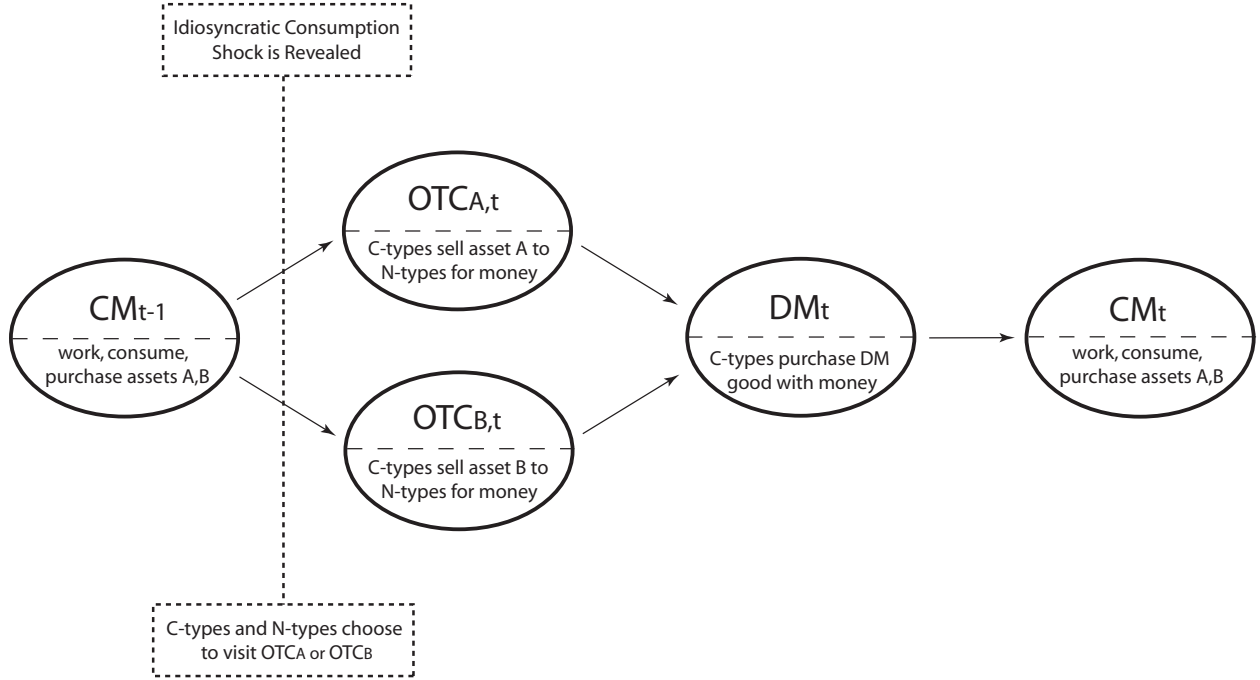 Idiosyncratic Consumption
Shock is Revealed
CMt-1
work, consume,
purchase assets A,B
OTCA,t
C-types sell asset A to
N-types for money
OTCB,t
C-types sell asset B to
N-types for money
DMt
C-types purchase DM
good with money
CMt
work, consume,
purchase assets A,B
C-types and N-types choose
to visit OTCA or OTCB